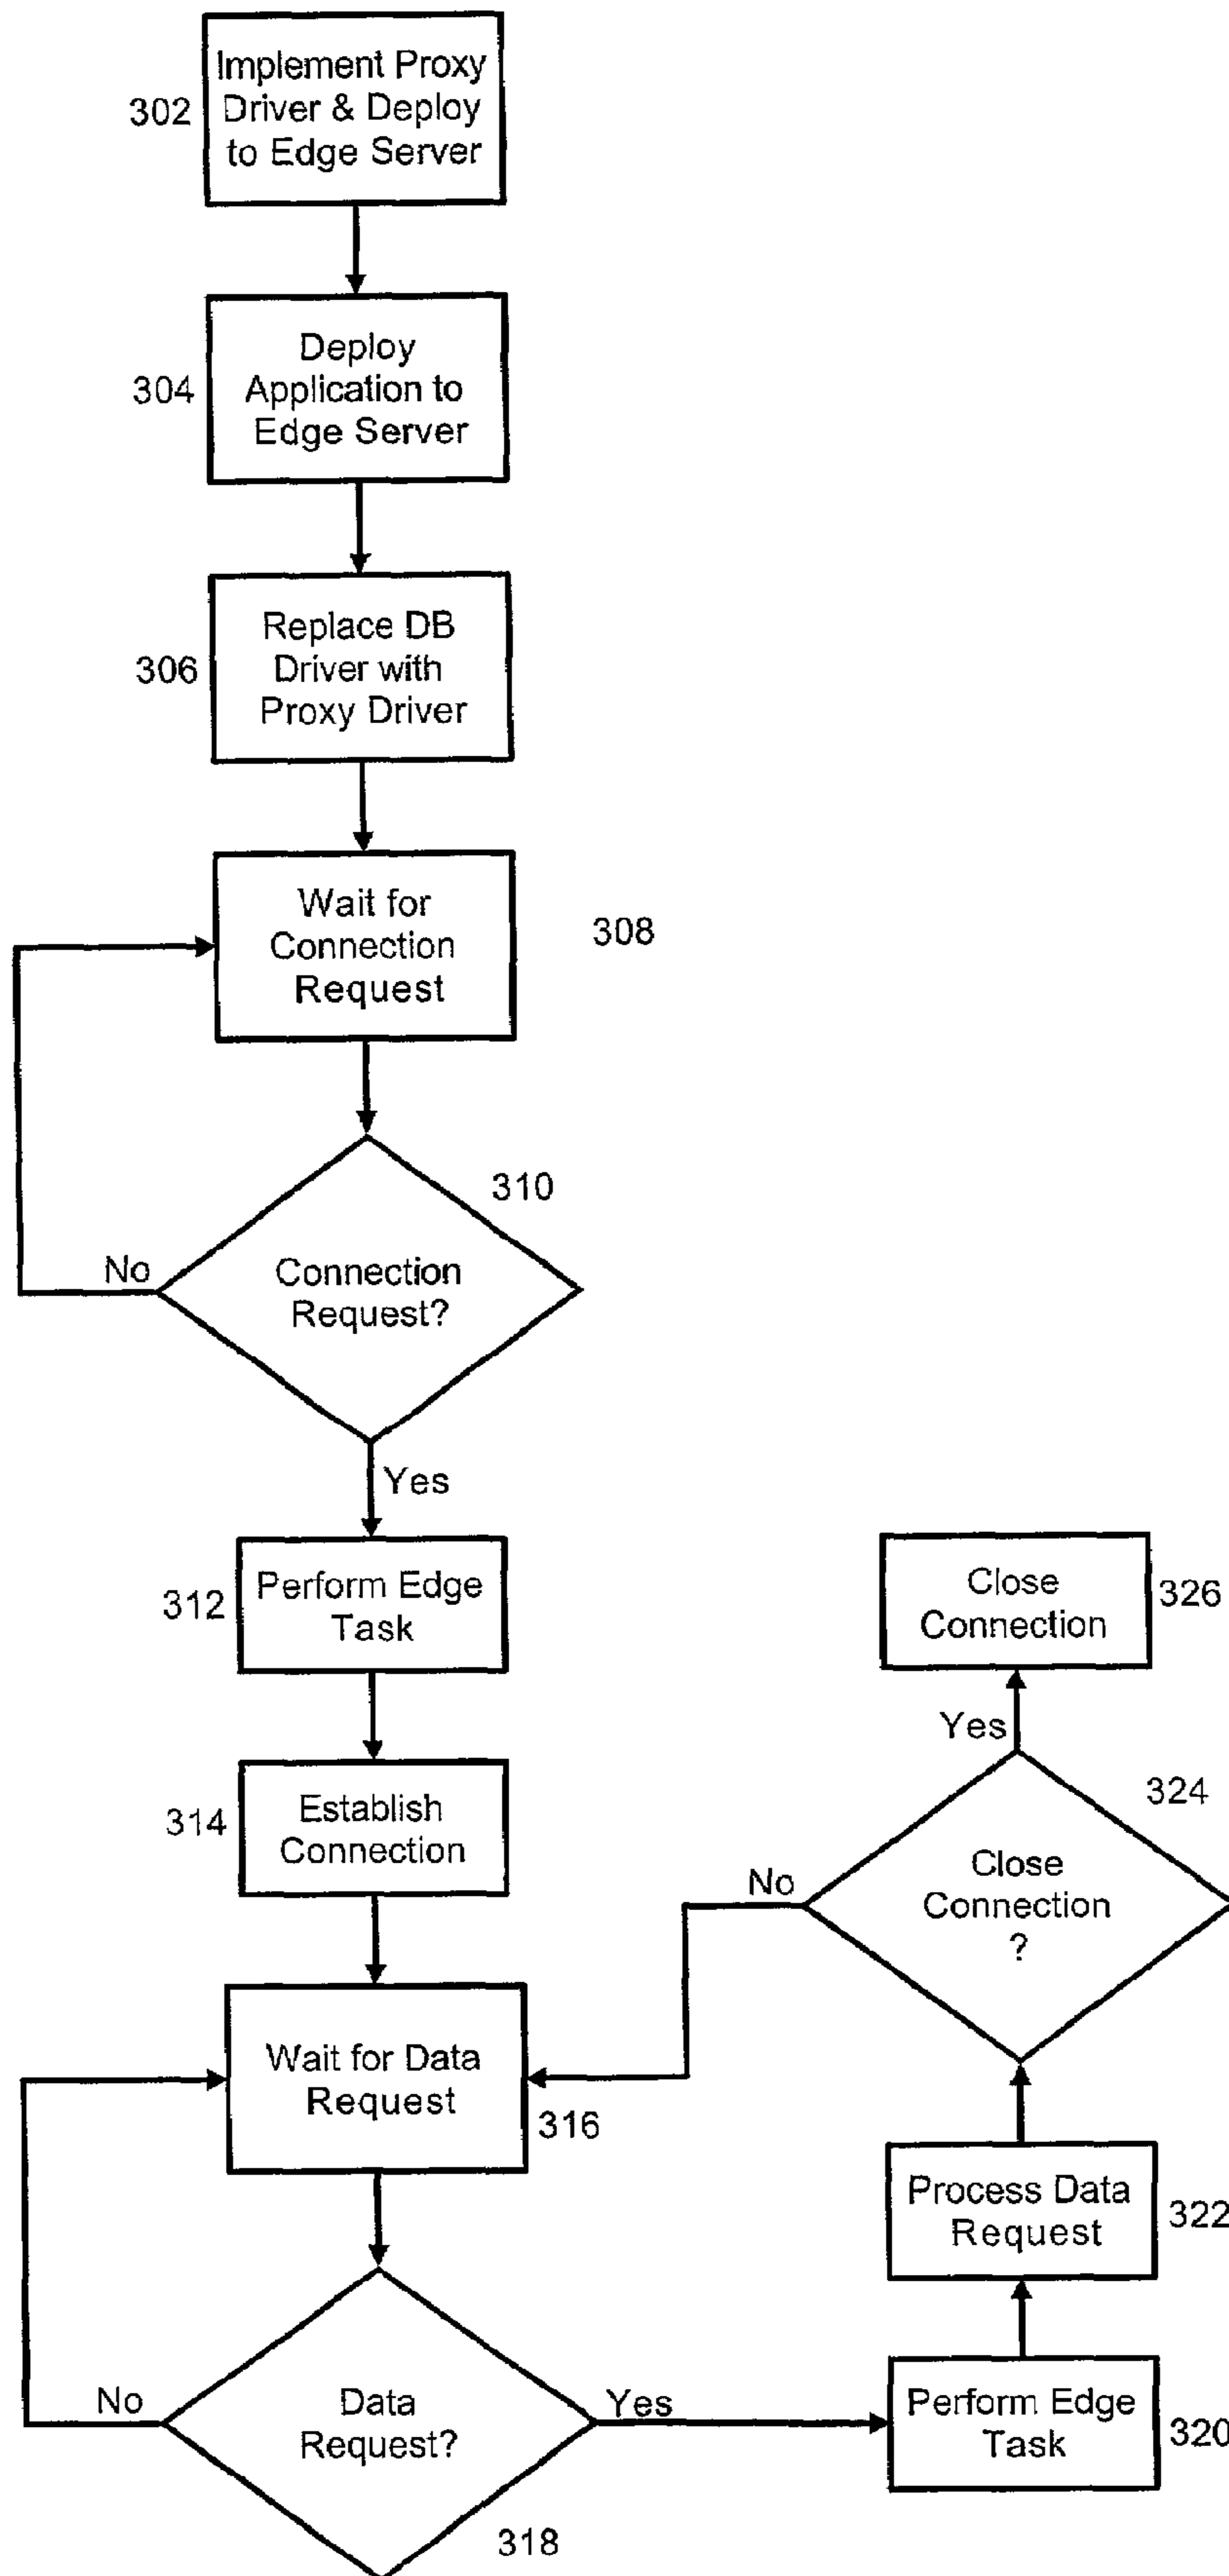 Implement Proxy
302
Driver & Deploy
to Edge Server
Deploy
304
Application to
Edge Server
Replace DB
306
Driver with
Proxy Driver
Wait for
Connection
Request
308
310
No
Connection
Request?
Yes
312
Perform Edge
Task
314
Establish
Connection
Wait for Data
Request
316
No
Data
Request?
Yes
318
Perform Edge
Task
320
Process Data
Request
322
No
Close
Connection
?
324
Yes
Close
Connection
326